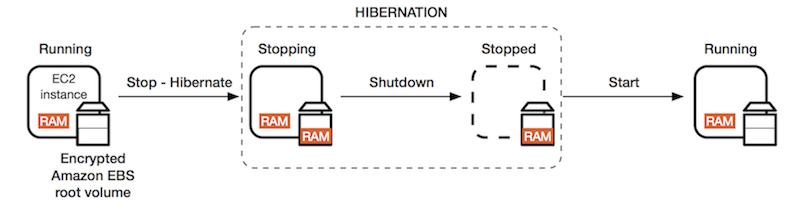 HIBERNATION
Running
Stopping
Stopped
Running
EC2
instance
RAM
Stop - Hibernate
RAM
RAM
Shutdown
RAM
Start
RAM
Encrypted
Amazon EBS
root volume